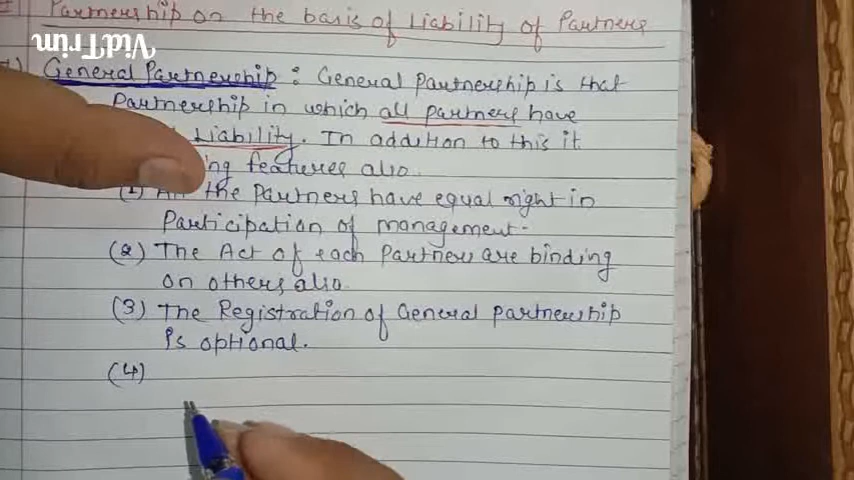 Partnership on the basis of Liability of Partners
VidTrim
General Partnership : General Partnership is that
Partnership in which all partners have
Liability. In addition to this it
features also.
(1) All the Partners have equal right in
Participation of management.
(2) The Act of each Partner are binding
on others also.
(3) The Registration of General partnership
is optional.
(4)